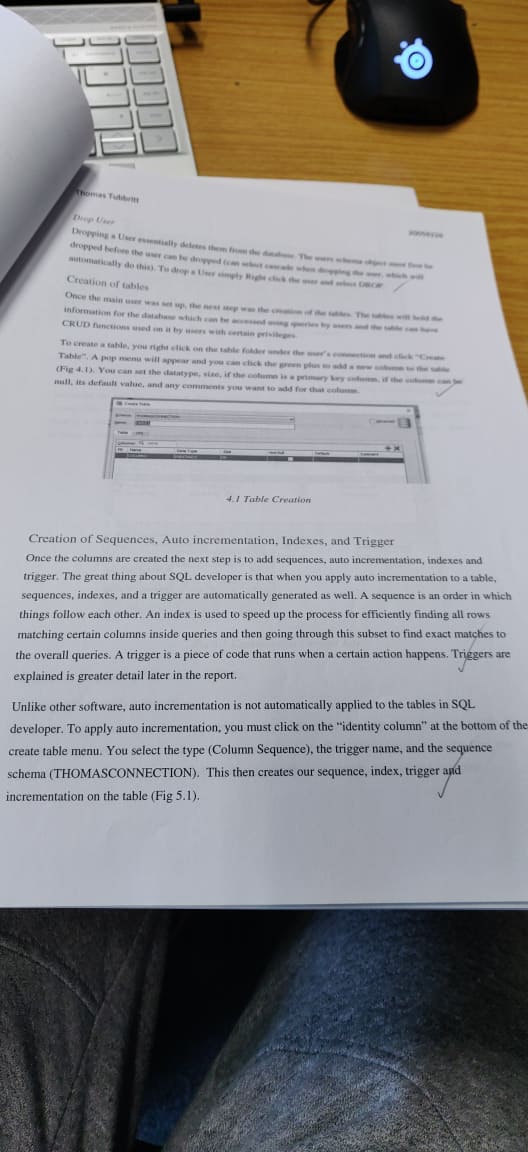 Thomas Tubbritt
Drop User
Dropping a User essentially deletes them from the database. The users schema object must first be
dropped before the user can be dropped (can select cascade when dropping the user, which will
automatically do this). To drop a User simply Right click the user and select DROP
Creation of tables
Once the main user was set up, the next step was the creation of the tables. The tables will hold the
information for the database which can be accessed using queries by users and the table can have
CRUD functions used on it by users with certain privileges.
To create a table, you right click on the table folder under the user's connection and click "Create
Table". A pop menu will appear and you can click the green plus to add a new column to the table
(Fig 4.1). You can set the datatype, size, if the column is a primary key column, if the column can be
null, its default value, and any comments you want to add for that column.
Create Table
4.1 Table Creation
Creation of Sequences, Auto incrementation, Indexes, and Trigger
Once the columns are created the next step is to add sequences, auto incrementation, indexes and
trigger. The great thing about SQL developer is that when you apply auto incrementation to a table,
sequences, indexes, and a trigger are automatically generated as well. A sequence is an order in which
things follow each other. An index is used to speed up the process for efficiently finding all rows
matching certain columns inside queries and then going through this subset to find exact matches to
the overall queries. A trigger is a piece of code that runs when a certain action happens. Triggers are
explained is greater detail later in the report.
Unlike other software, auto incrementation is not automatically applied to the tables in SQL
developer. To apply auto incrementation, you must click on the "identity column" at the bottom of the
create table menu. You select the type (Column Sequence), the trigger name, and the sequence
schema (THOMASCONNECTION). This then creates our sequence, index, trigger and
incrementation on the table (Fig 5.1).